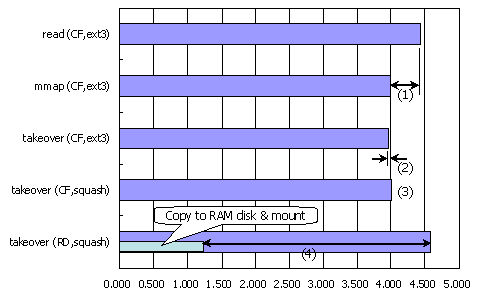 read (CF,ext3)
mmap (CF,ext3)
(1)
takeover (CF,ext3)
(2)
takeover (CF,squash)
(3)
Copy to RAM disk & mount
takeover (RD,squash)
(4)
0.000 0.500 1.000 1.500 2.000 2.500 3.000 3.500 4.000 4.500 5.000